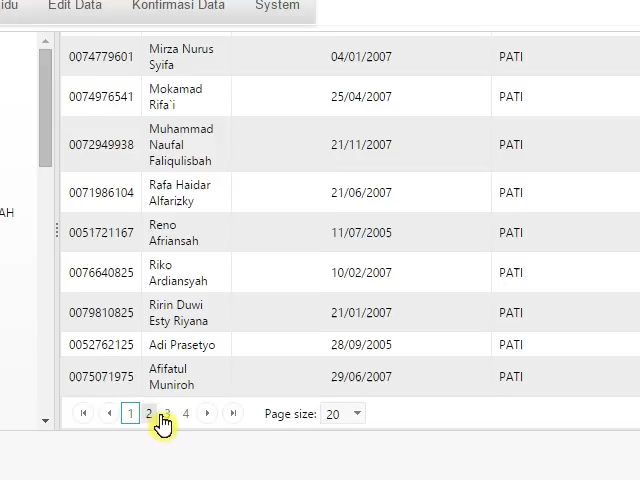 idu Edit Data Konfirmasi Data System
0074779601 Mirza Nurus Syifa 04/01/2007 PATI
0074976541 Mokamad Rifa`i 25/04/2007 PATI
AH
0072949938 Muhammad Naufal Faliqulisbah 21/11/2007 PATI
0071986104 Rafa Haidar Alfarizky 21/06/2007 PATI
0051721167 Reno Afriansah 11/07/2005 PATI
0076640825 Riko Ardiansyah 10/02/2007 PATI
0079810825 Ririn Duwi Esty Riyana 21/01/2007 PATI
0052762125 Adi Prasetyo 28/09/2005 PATI
0075071975 Afifatul Muniroh 29/06/2007 PATI
1 2 3 4 Page size: 20